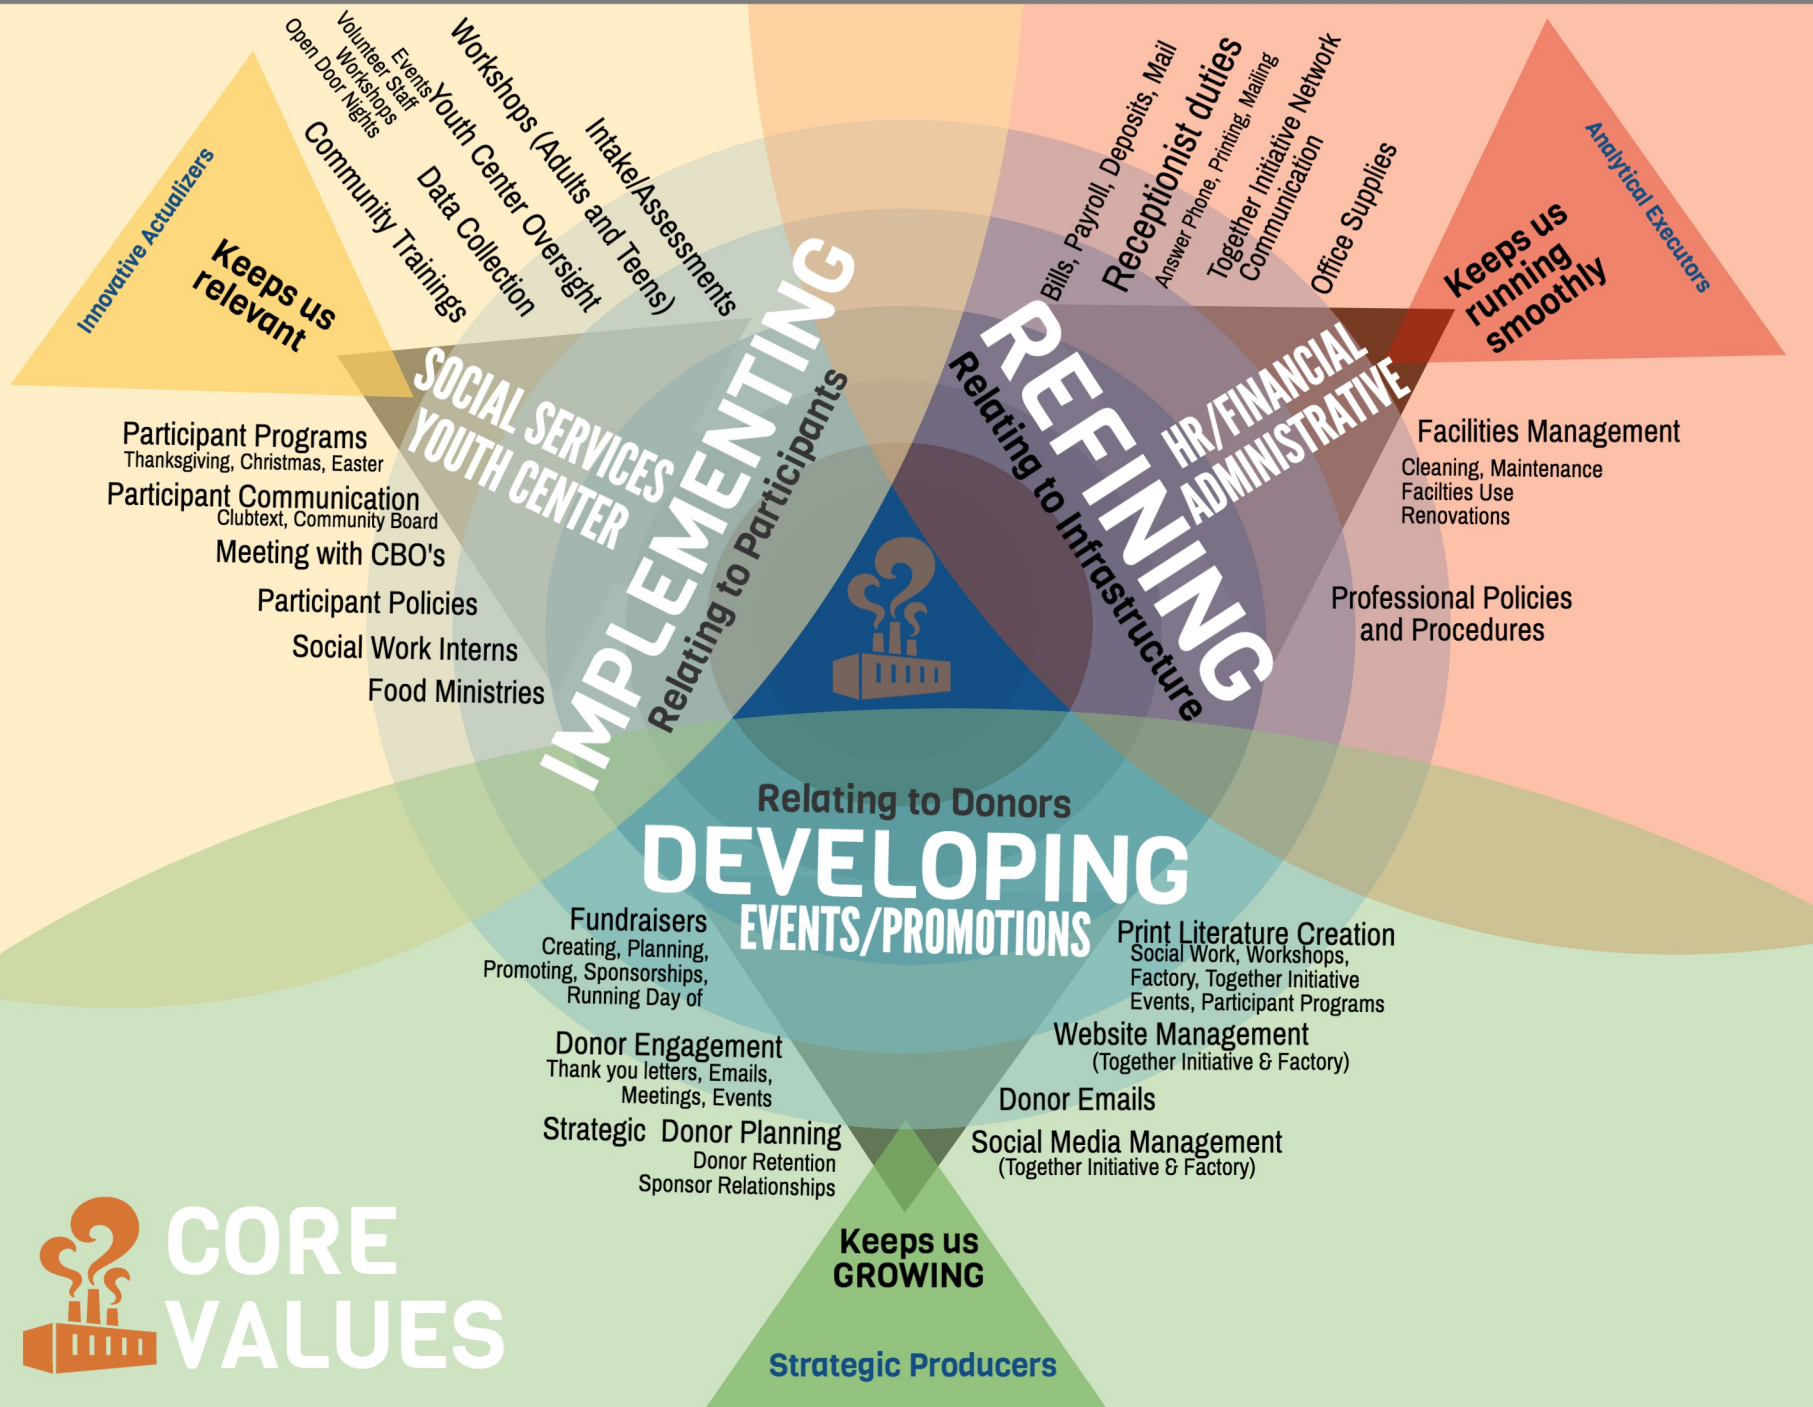 Open Door Nights
Volunteer Staff
Workshops
Events
Youth Center Oversight
Workshops (Adults and Teens)
Intake/Assessments
Community Trainings
Data Collection
Innovative Actualizers
Keeps us
relevant
SOCIAL SERVICES
YOUTH CENTER
IMPLEMENTING
Relating to Participants
Participant Programs
Thanksgiving, Christmas, Easter
Participant Communication
Clubtext, Community Board
Meeting with CBO's
Participant Policies
Social Work Interns
Food Ministries
Bills, Payroll, Deposits, Mail
Receptionist duties
Answer Phone, Printing, Mailing
Together Initiative Network
Communication
Office Supplies
Analytical Executors
Keeps us
running
smoothly
HR/FINANCIAL
ADMINISTRATIVE
REFINING
Relating to Infrastructure
Facilities Management
Cleaning, Maintenance
Facilties Use
Renovations
Professional Policies
and Procedures
Relating to Donors
DEVELOPING
EVENTS/PROMOTIONS
Fundraisers
Creating, Planning,
Promoting, Sponsorships,
Running Day of
Donor Engagement
Thank you letters, Emails,
Meetings, Events
Strategic Donor Planning
Donor Retention
Sponsor Relationships
Print Literature Creation
Social Work, Workshops,
Factory, Together Initiative
Events, Participant Programs
Website Management
(Together Initiative & Factory)
Donor Emails
Social Media Management
(Together Initiative & Factory)
Keeps us
GROWING
Strategic Producers
CORE
VALUES